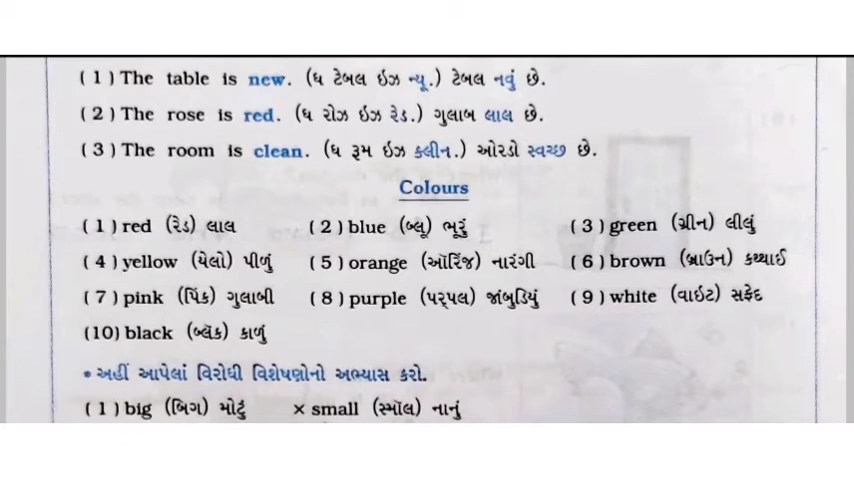 ( 1 ) The table is new. (ધ ટેબલ ઇઝ ન્યૂ.) ટેબલ નવું છે.
( 2 ) The rose is red. (ધ રોઝ ઇઝ રેડ.) ગુલાબ લાલ છે.
( 3 ) The room is clean. (ધ રૂમ ઇઝ ક્લીન.) ઓરડો સ્વચ્છ છે.
Colours
( 1 ) red (રેડ) લાલ ( 2 ) blue (બ્લૂ) ભૂરું ( 3 ) green (ગ્રીન) લીલું
( 4 ) yellow (યેલો) પીળું ( 5 ) orange (ઑરિંજ) નારંગી ( 6 ) brown (બ્રાઉન) કથ્થાઈ
( 7 ) pink (પિંક) ગુલાબી ( 8 ) purple (પર્પલ) જાંબુડિયું ( 9 ) white (વાઇટ) સફેદ
(10) black (બ્લૅક) કાળું
• અહીં આપેલાં વિરોધી વિશેષણોનો અભ્યાસ કરો.
( 1 ) big (બિગ) મોટું × small (સ્મૉલ) નાનું